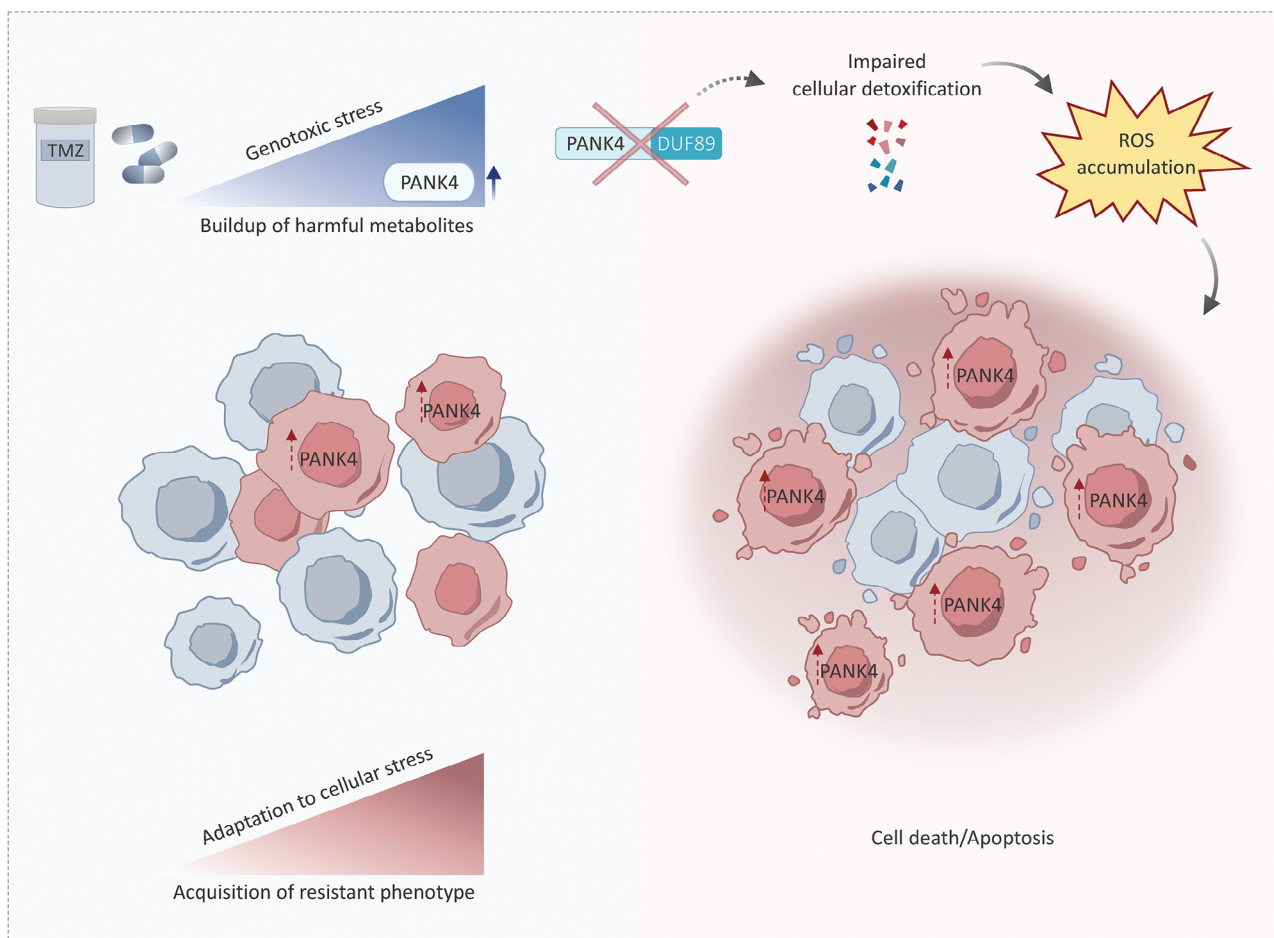 TMZ
Genotoxic stress
PANK4
Buildup of harmful metabolites
PANK4
PANK4
Adaptation to cellular stress
Acquisition of resistant phenotype
PANK4 DUF89
Impaired
cellular detoxification
ROS
accumulation
PANK4
PANK4
PANK4
PANK4
PANK4
Cell death/Apoptosis